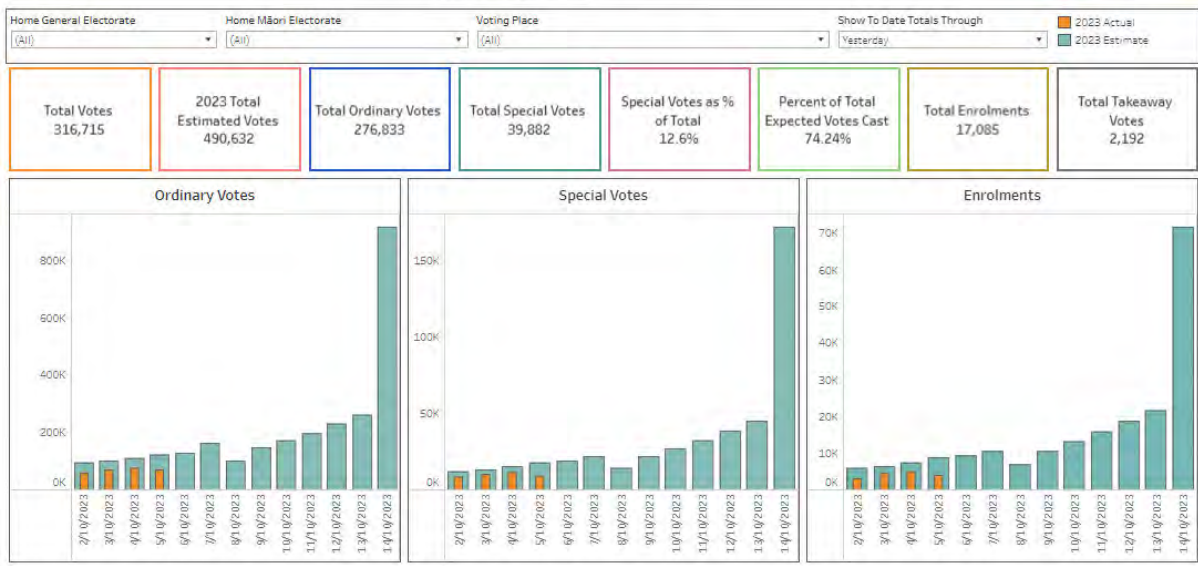 Home General Electorate
Home Māori Electorate
Voting Place
Show To Date Totals Through
2023 Actual
(All)
(All)
(All)
Yesterday
2023 Estimate
Total Votes
316,715
2023 Total
Estimated Votes
490,632
Total Ordinary Votes
276,833
Total Special Votes
39,882
Special Votes as %
of Total
12.6%
Percent of Total
Expected Votes Cast
74.24%
Total Enrolments
17,085
Total Takeaway
Votes
2,192
Ordinary Votes
800K
600K
400K
200K
0K
2/10/2023
3/10/2023
4/10/2023
5/10/2023
6/10/2023
7/10/2023
8/10/2023
9/10/2023
10/10/2023
11/10/2023
12/10/2023
13/10/2023
14/10/2023
Special Votes
150K
100K
50K
0K
2/10/2023
3/10/2023
4/10/2023
5/10/2023
6/10/2023
7/10/2023
8/10/2023
9/10/2023
10/10/2023
11/10/2023
12/10/2023
13/10/2023
14/10/2023
Enrolments
70K
60K
50K
40K
30K
20K
10K
0K
2/10/2023
3/10/2023
4/10/2023
5/10/2023
6/10/2023
7/10/2023
8/10/2023
9/10/2023
10/10/2023
11/10/2023
12/10/2023
13/10/2023
14/10/2023